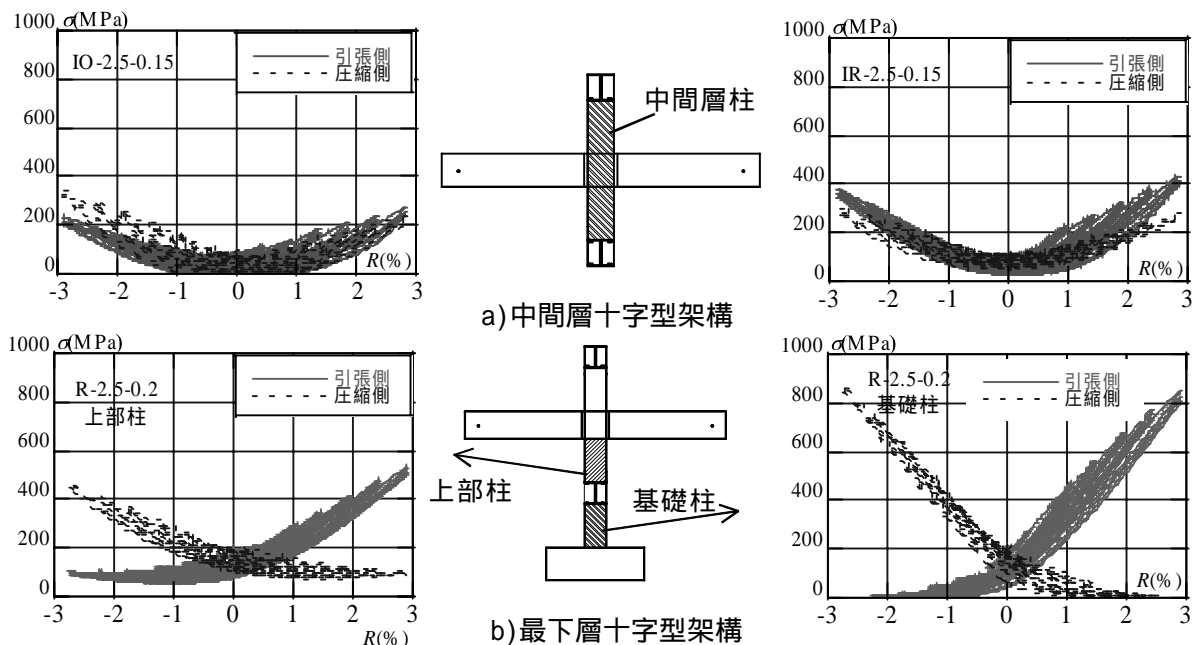 σ(MPa)
1000
800
600
400
200
0
-3 -2 -1 0 1 2 3
R(%)
IO-2.5-0.15
引張側
圧縮側
中間層柱
σ(MPa)
1000
800
600
400
200
0
-3 -2 -1 0 1 2 3
R(%)
IR-2.5-0.15
引張側
圧縮側
a)中間層十字型架構
σ(MPa)
1000
800
600
400
200
0
-3 -2 -1 0 1 2 3
R(%)
R-2.5-0.2
上部柱
引張側
圧縮側
上部柱
基礎柱
σ(MPa)
1000
800
600
400
200
0
-3 -2 -1 0 1 2 3
R(%)
R-2.5-0.2
基礎柱
引張側
圧縮側
b)最下層十字型架構